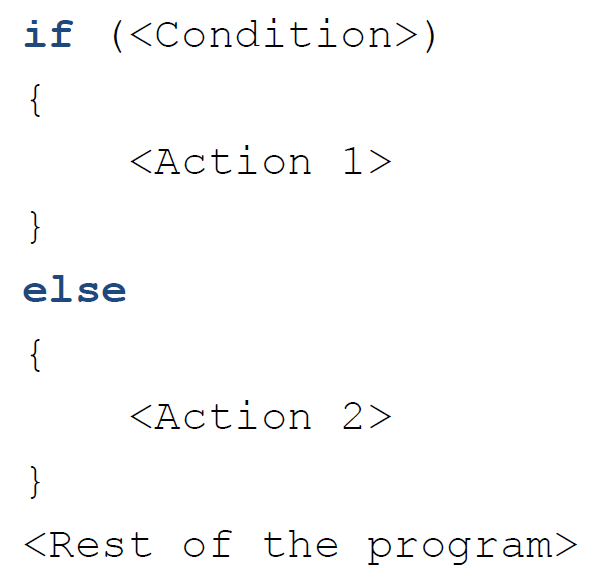 if (<Condition>)
{
    <Action 1>
}
else
{
    <Action 2>
}
<Rest of the program>